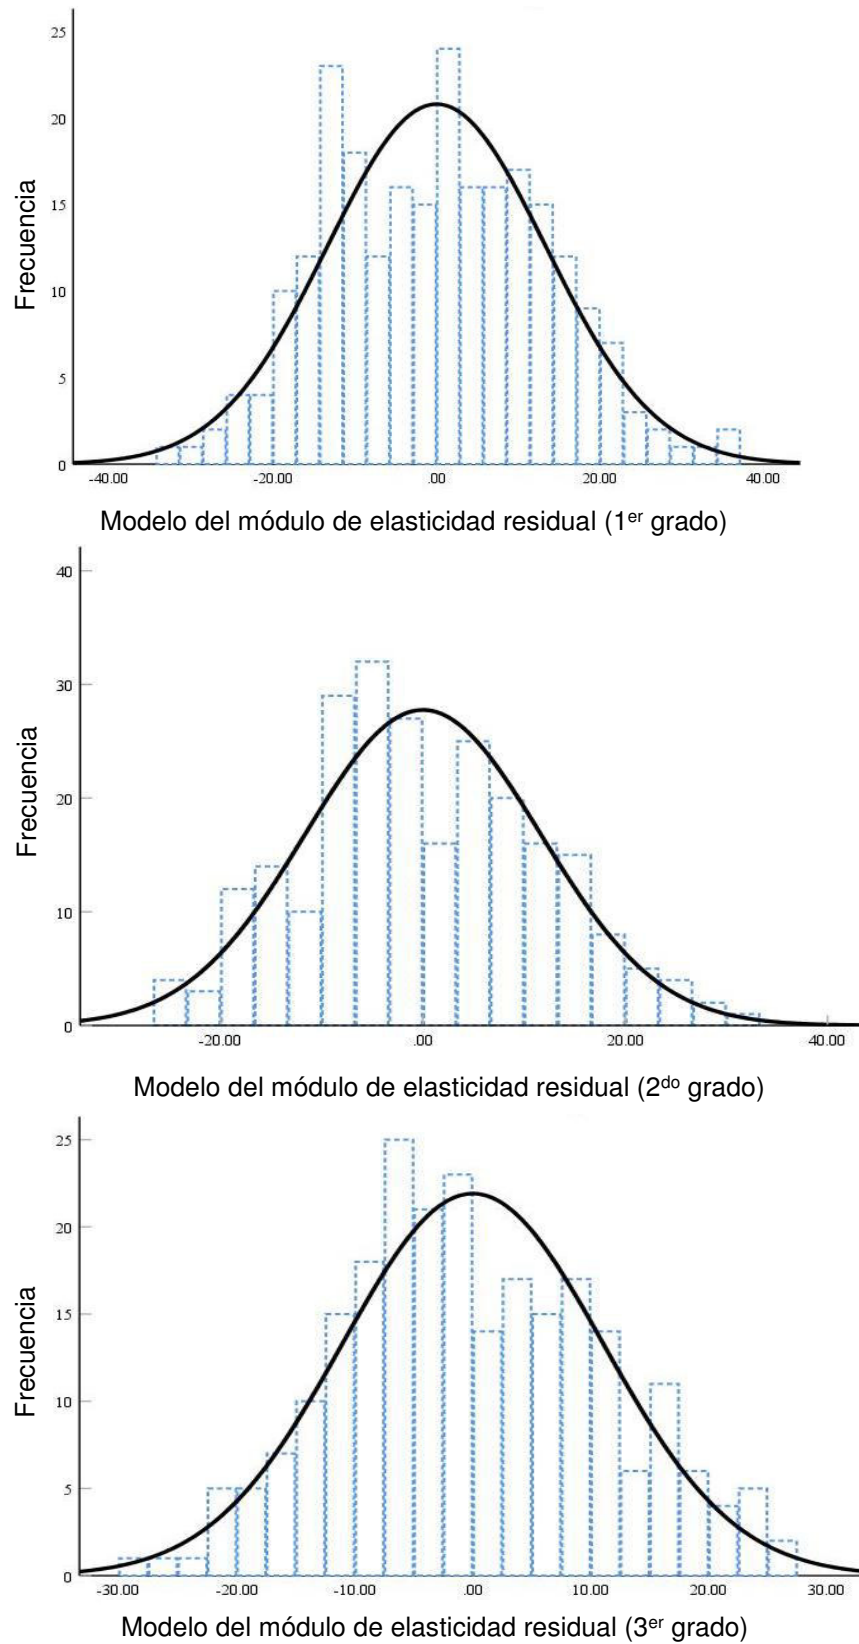 25
20
15
10
5
0
Frecuencia
-40.00 -20.00 .00 20.00 40.00
Modelo del módulo de elasticidad residual (1er grado)
40
30
20
10
0
Frecuencia
-20.00 .00 20.00 40.00
Modelo del módulo de elasticidad residual (2do grado)
25
20
15
10
5
0
Frecuencia
-30.00 -20.00 -10.00 .00 10.00 20.00 30.00
Modelo del módulo de elasticidad residual (3er grado)